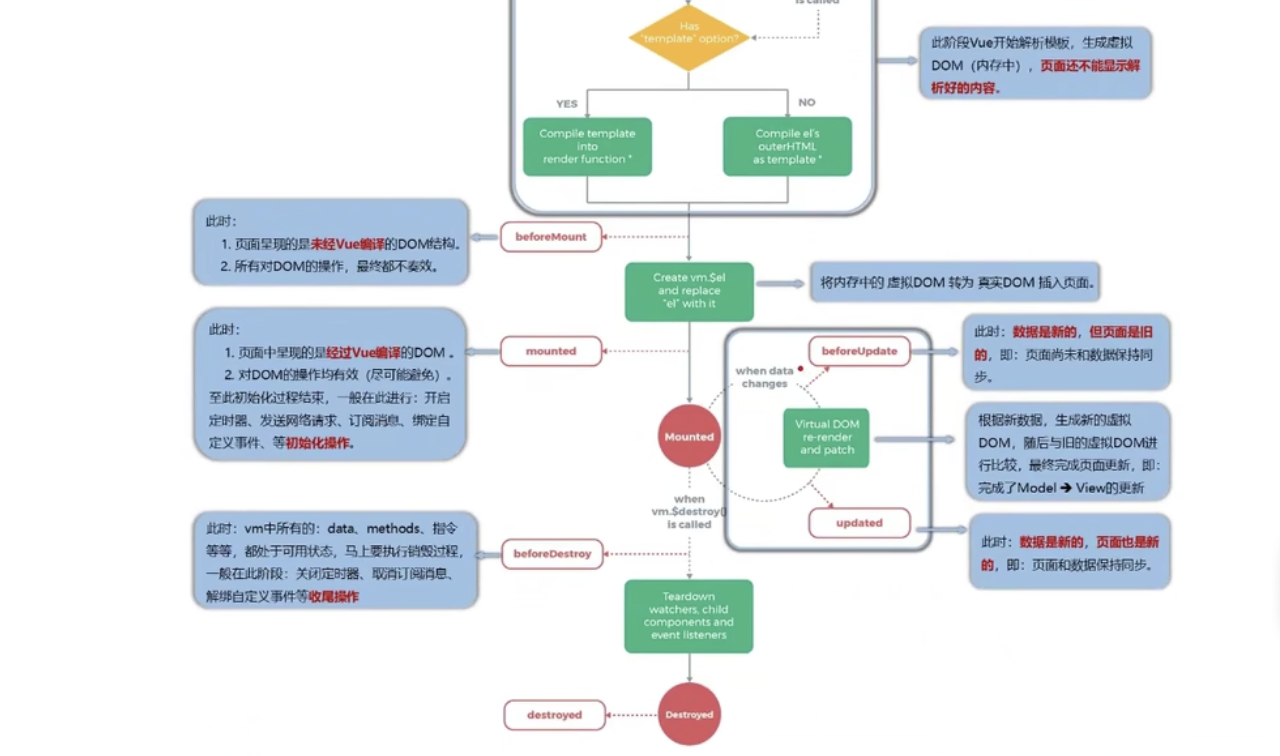 is called
Has
"template" option?
此阶段Vue开始解析模板，生成虚拟
DOM（内存中），页面还不能显示解
析好的内容。
YES
NO
Compile template
into
render function *
Compile el's
outerHTML
as template *
此时：
1. 页面呈现的是未经Vue编译的DOM结构。
2. 所有对DOM的操作，最终都不奏效。
beforeMount
Create vm.$el
and replace
"el" with it
将内存中的 虚拟DOM 转为 真实DOM 插入页面。
此时：
1. 页面中呈现的是经过Vue编译的DOM 。
2. 对DOM的操作均有效（尽可能避免）。
至此初始化过程结束，一般在此进行：开启
定时器、发送网络请求、订阅消息、绑定自
定义事件、等初始化操作。
mounted
beforeUpdate
此时：数据是新的，但页面是旧
的，即：页面尚未和数据保持同
步。
when data
changes
Mounted
Virtual DOM
re-render
and patch
根据新数据，生成新的虚拟
DOM，随后与旧的虚拟DOM进
行比较，最终完成页面更新，即：
完成了Model ➔ View的更新
when
vm.$destroy()
is called
updated
此时：数据是新的，页面也是新
的，即：页面和数据保持同步。
此时：vm中所有的：data、methods、指令
等等，都处于可用状态，马上要执行销毁过程，
一般在此阶段：关闭定时器、取消订阅消息、
解绑自定义事件等收尾操作
beforeDestroy
Teardown
watchers, child
components and
event listeners
destroyed
Destroyed